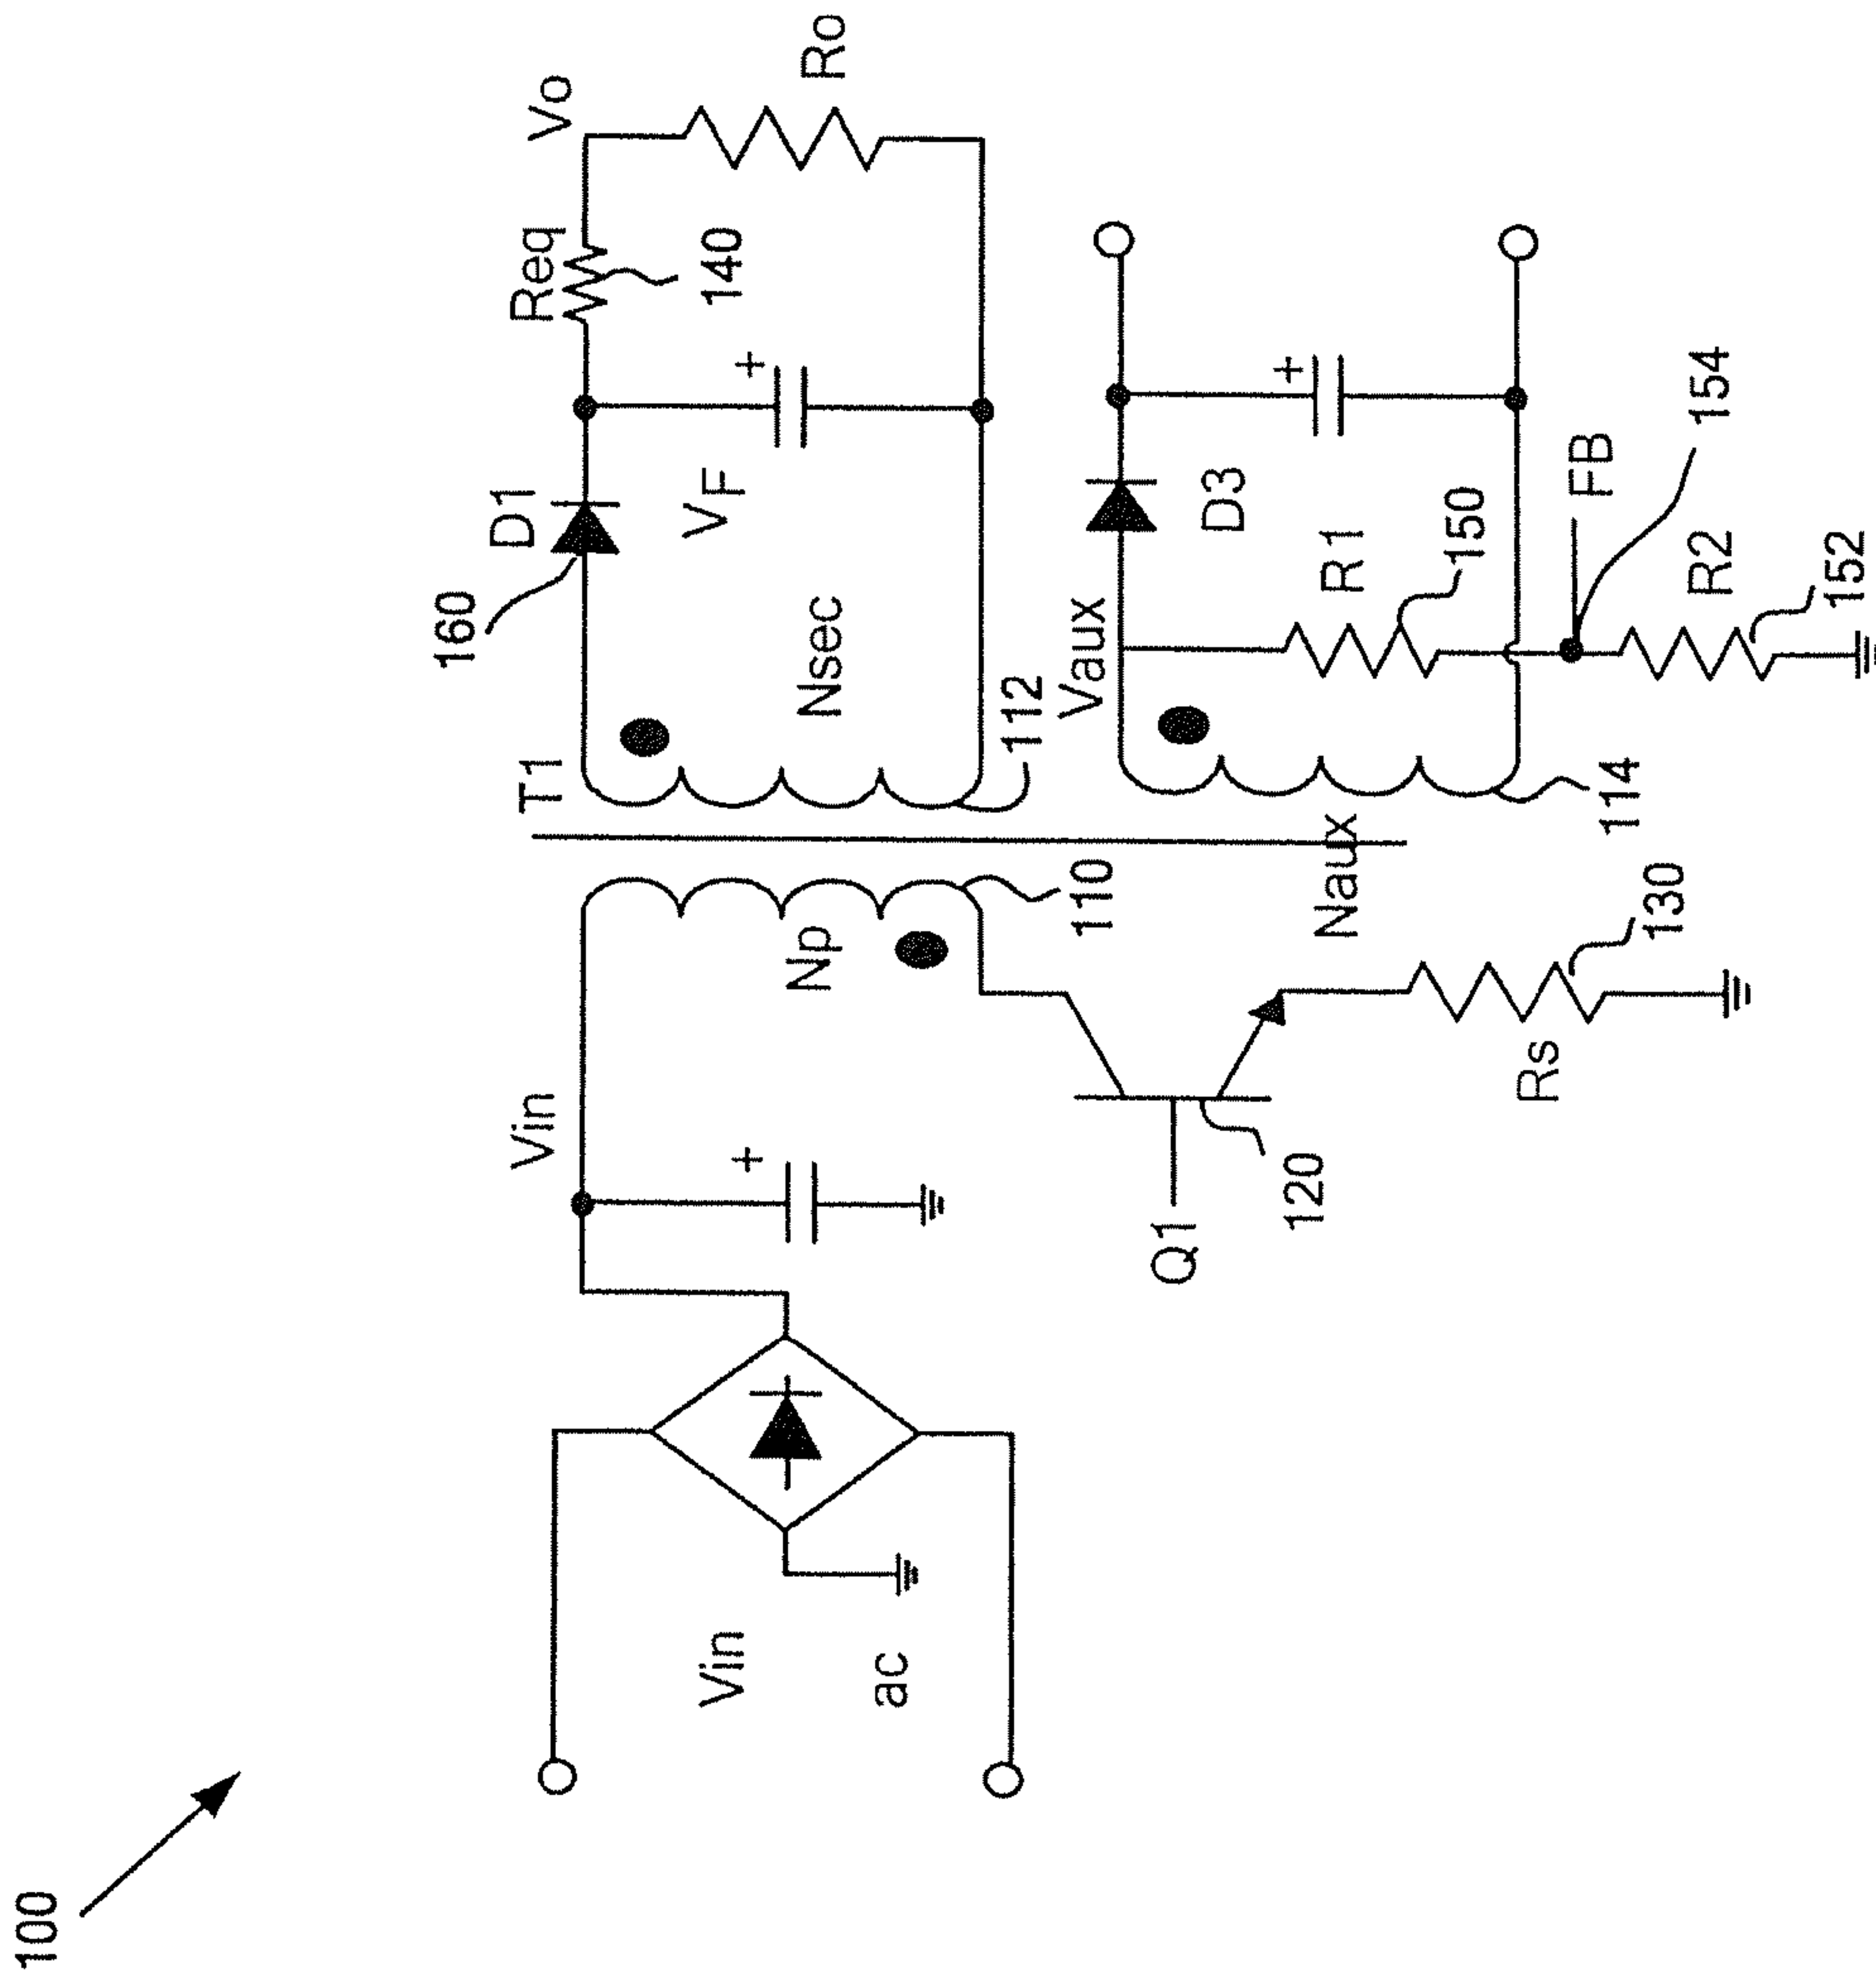 100
Vin
ac
Vin
Np
110
Q1
120
Rs
130
T1
Nsec
112
160
D1
VF
Req
140
Vo
Ro
Naux
114
Vaux
D3
R1
150
FB
154
R2
152
+
+
+